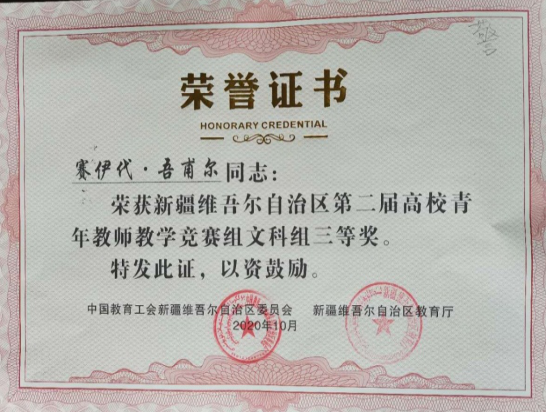 警
荣誉证书
HONORARY CREDENTIAL
赛伊代·吾甫尔同志：
荣获新疆维吾尔自治区第二届高校青
年教师教学竞赛组文科组三等奖。
特发此证，以资鼓励。
中国教育工会新疆维吾尔自治区委员会 新疆维吾尔自治区教育厅
2020年10月